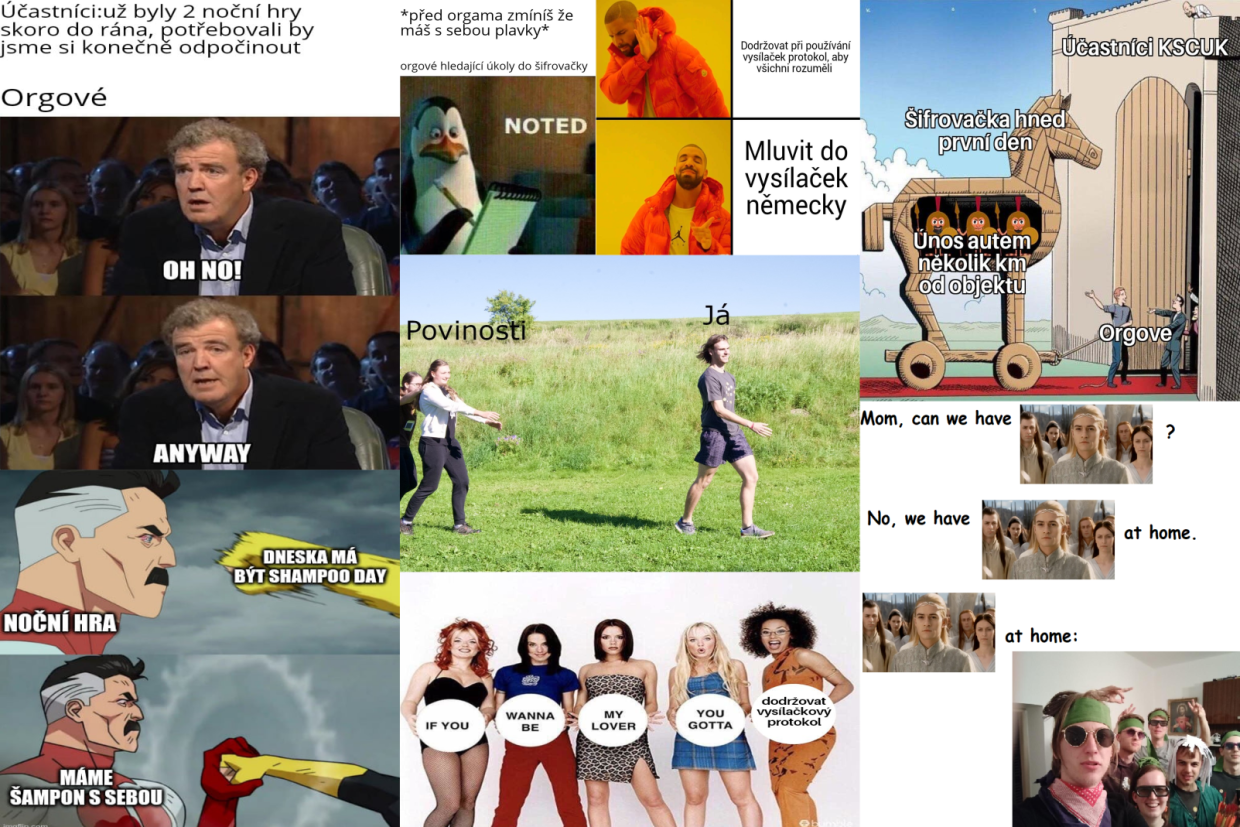 Účastníci:už byly 2 noční hry
skoro do rána, potřebovali by
jsme si konečně odpočinout
Orgové
OH NO!
ANYWAY
DNESKA MÁ
BÝT SHAMPOO DAY
NOČNÍ HRA
MÁME
ŠAMPON S SEBOU
*před orgama zmíníš že
máš s sebou plavky*
orgové hledající úkoly do šifrovačky
NOTED
Dodržovat při používání
vysílaček protokol, aby
všichni rozuměli
Mluvit do
vysílaček
německy
Povinosti
Já
IF YOU
WANNA
BE
MY
LOVER
YOU
GOTTA
dodržovat
vysílačkový
protokol
Účastníci KSCUK
Šifrovačka hned
první den
Únos autem
několik km
od objektu
Orgove
Mom, can we have
?
No, we have
at home.
at home: